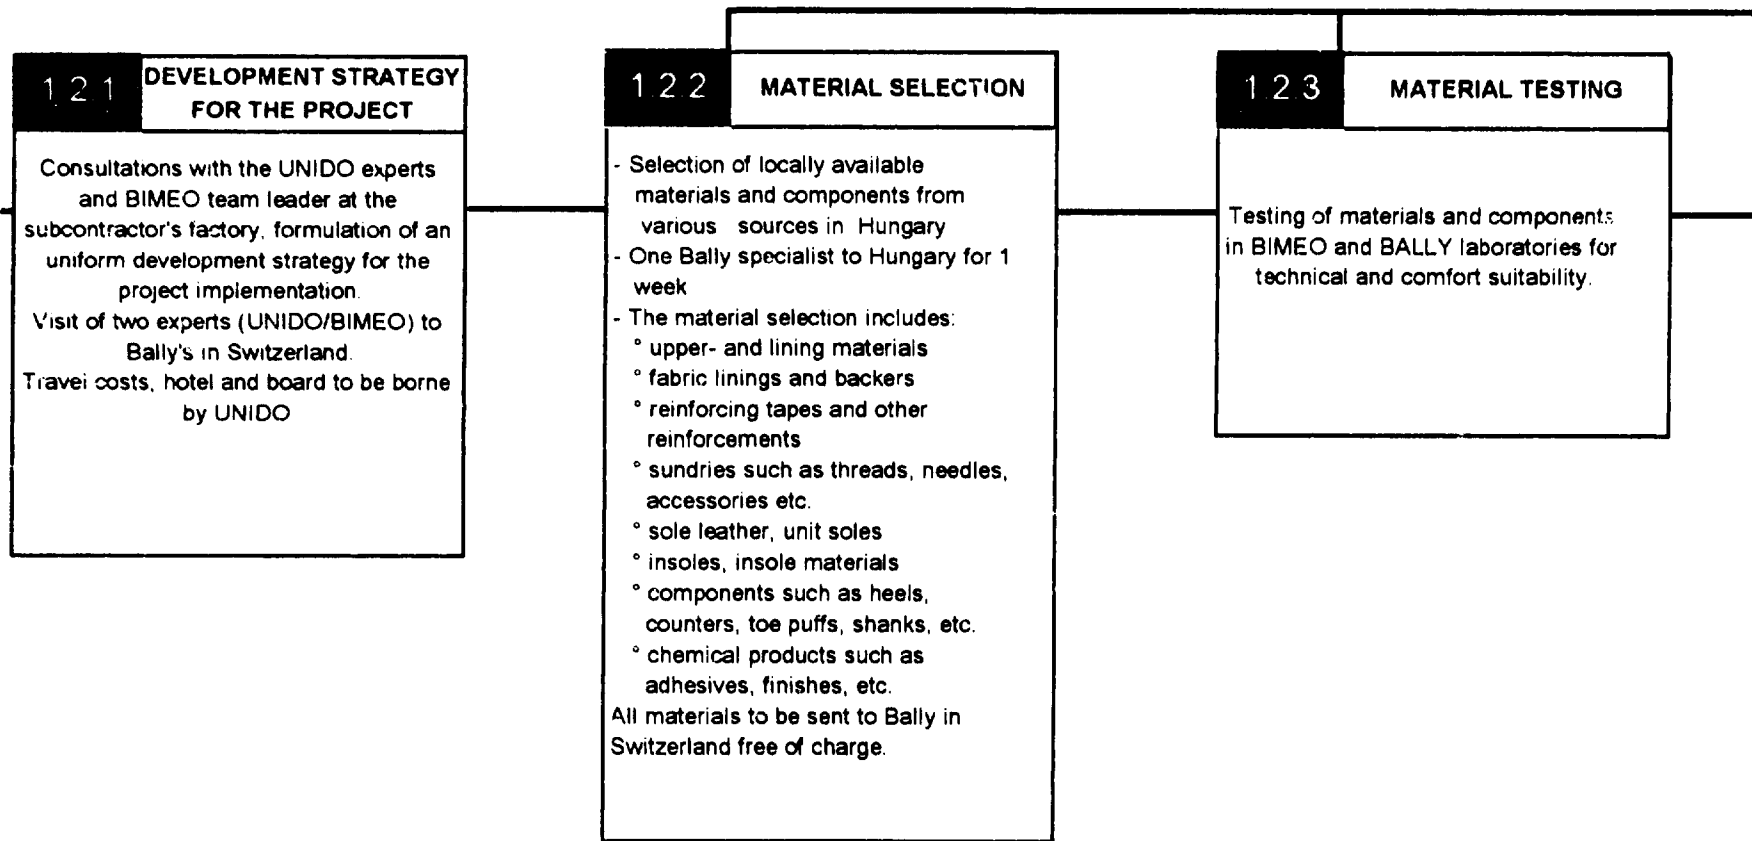 1.2.1
DEVELOPMENT STRATEGY
FOR THE PROJECT
Consultations with the UNIDO experts
and BIMEO team leader at the
subcontractor's factory, formulation of an
uniform development strategy for the
project implementation.
Visit of two experts (UNIDO/BIMEO) to
Bally's in Switzerland.
Travel costs, hotel and board to be borne
by UNIDO
1.2.2
MATERIAL SELECTION
- Selection of locally available
materials and components from
various sources in Hungary
- One Bally specialist to Hungary for 1
week
- The material selection includes:
° upper- and lining materials
° fabric linings and backers
° reinforcing tapes and other
reinforcements
° sundries such as threads, needles,
accessories etc.
° sole leather, unit soles
° insoles, insole materials
° components such as heels,
counters, toe puffs, shanks, etc.
° chemical products such as
adhesives, finishes, etc.
All materials to be sent to Bally in
Switzerland free of charge.
1.2.3
MATERIAL TESTING
Testing of materials and components
in BIMEO and BALLY laboratories for
technical and comfort suitability.